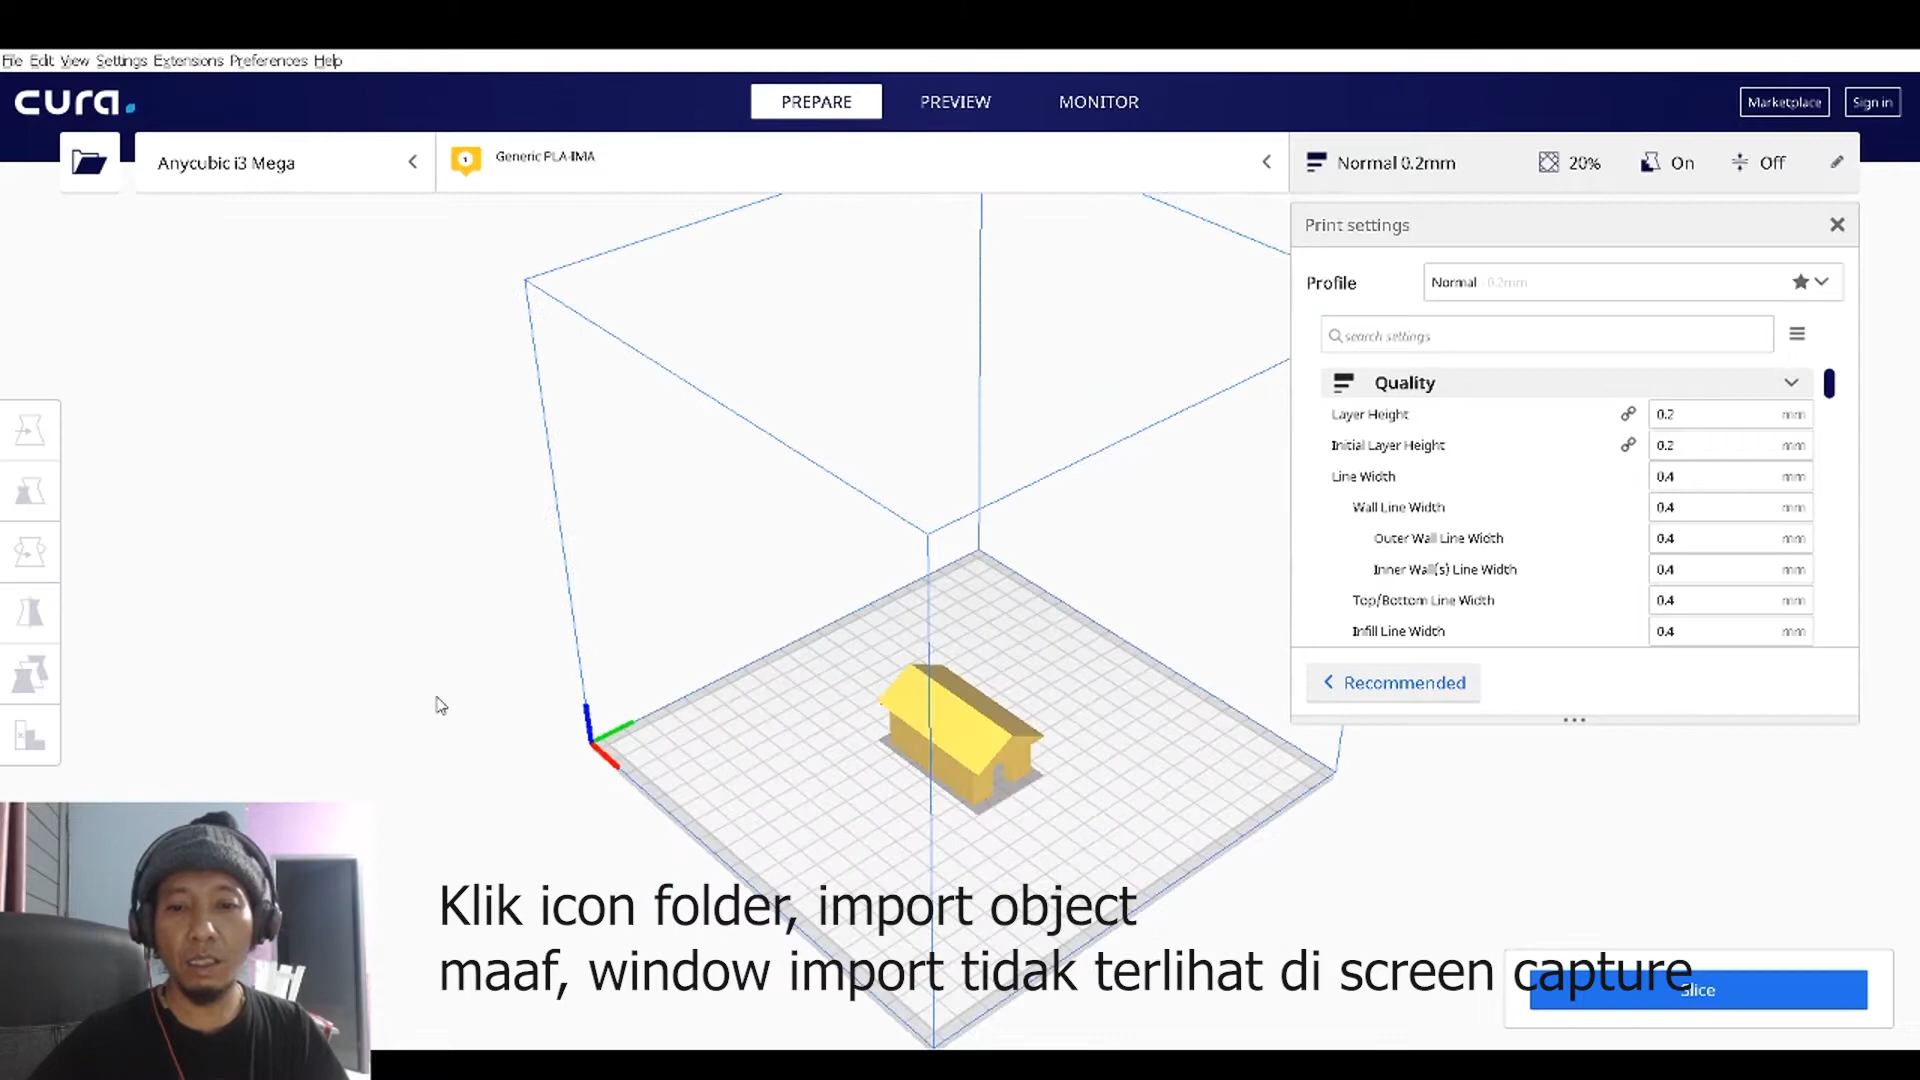 File Edit View Settings Extensions Preferences Help
cura.
PREPARE
PREVIEW
MONITOR
Marketplace
Sign in
Anycubic i3 Mega
1
Generic PLA-IMA
Normal 0.2mm
20%
On
Off
Print settings
Profile
Normal 0.2mm
search settings
Quality
Layer Height 0.2 mm
Initial Layer Height 0.2 mm
Line Width 0.4 mm
Wall Line Width 0.4 mm
Outer Wall Line Width 0.4 mm
Inner Wall(s) Line Width 0.4 mm
Top/Bottom Line Width 0.4 mm
Infill Line Width 0.4 mm
Recommended
Klik icon folder, import object
maaf, window import tidak terlihat di screen capture
Slice